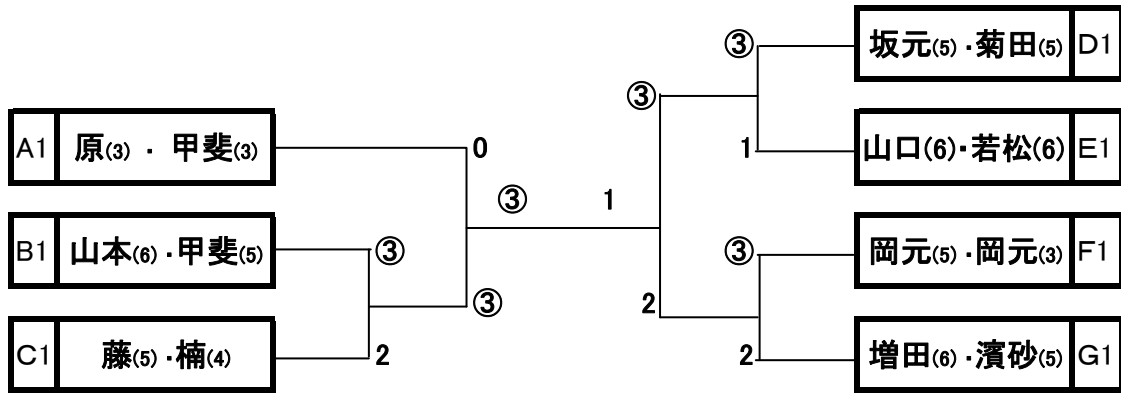 ③ 坂元(5)・菊田(5) D1
③
A1 原(3) ・ 甲斐(3) 0 1 山口(6)・若松(6) E1
③ 1
B1 山本(6)・甲斐(5) ③ ③ 岡元(5)・岡元(3) F1
③ 2
C1 藤(5)・楠(4) 2 2 増田(6)・濱砂(5) G1